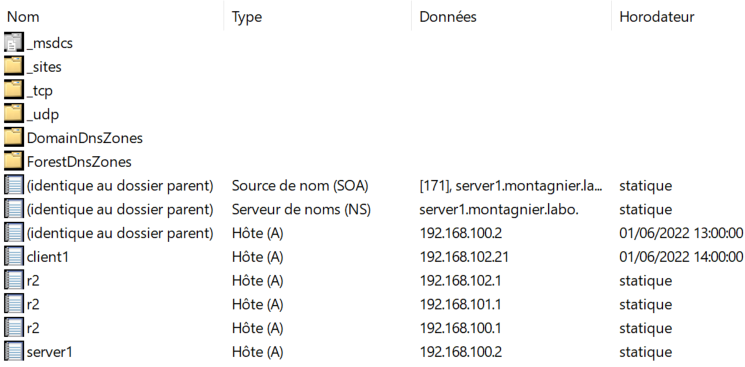 Nom Type Données Horodateur
_msdcs
_sites
_tcp
_udp
DomainDnsZones
ForestDnsZones
(identique au dossier parent) Source de nom (SOA) [171], server1.montagnier.la... statique
(identique au dossier parent) Serveur de noms (NS) server1.montagnier.labo. statique
(identique au dossier parent) Hôte (A) 192.168.100.2 01/06/2022 13:00:00
client1 Hôte (A) 192.168.102.21 01/06/2022 14:00:00
r2 Hôte (A) 192.168.102.1 statique
r2 Hôte (A) 192.168.101.1 statique
r2 Hôte (A) 192.168.100.1 statique
server1 Hôte (A) 192.168.100.2 statique